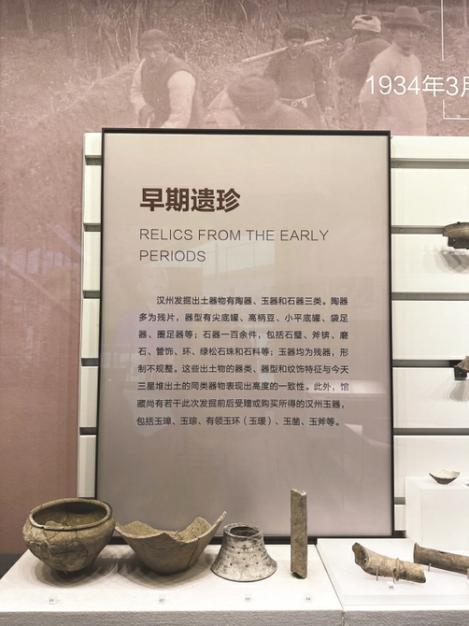 1934年3月
早期遗珍
RELICS FROM THE EARLY
PERIODS
汉州发掘出土器物有陶器、玉器和石器三类。陶器
多为残片，器型有尖底罐、高柄豆、小平底罐、袋足
器、圈足器等；石器一百余件，包括石璧、斧锛、磨
石、管饰、环、绿松石珠和石料等；玉器均为残器，形
制不规整。这些出土物的器类、器型和纹饰特征与今天
三星堆出土的同类器物表现出高度的一致性。此外，馆
藏尚有若干此次发掘前后受赠或购买所得的汉州玉器，
包括玉璋、玉琮、有领玉环（玉瑗）、玉凿、玉斧等。